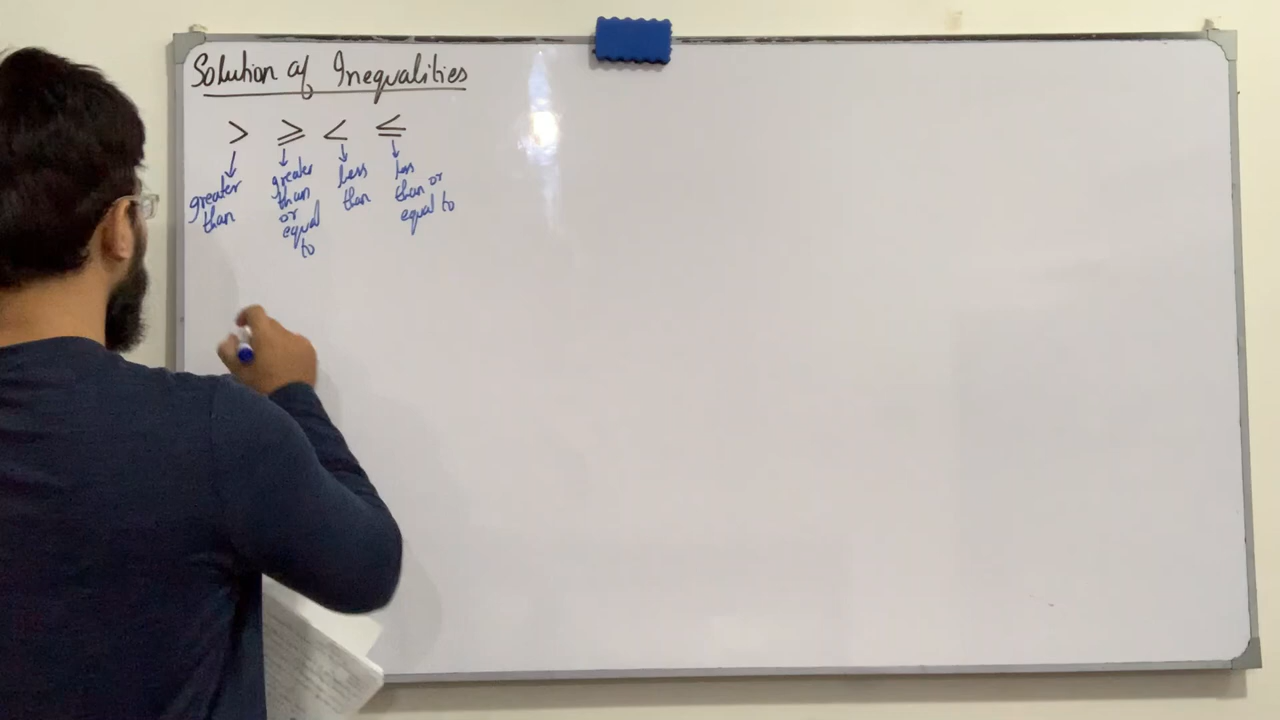 Solution of Inequalities
> ≥ < ≤
greater
than
greater
than
or
equal
to
less
than
less
than or
equal to